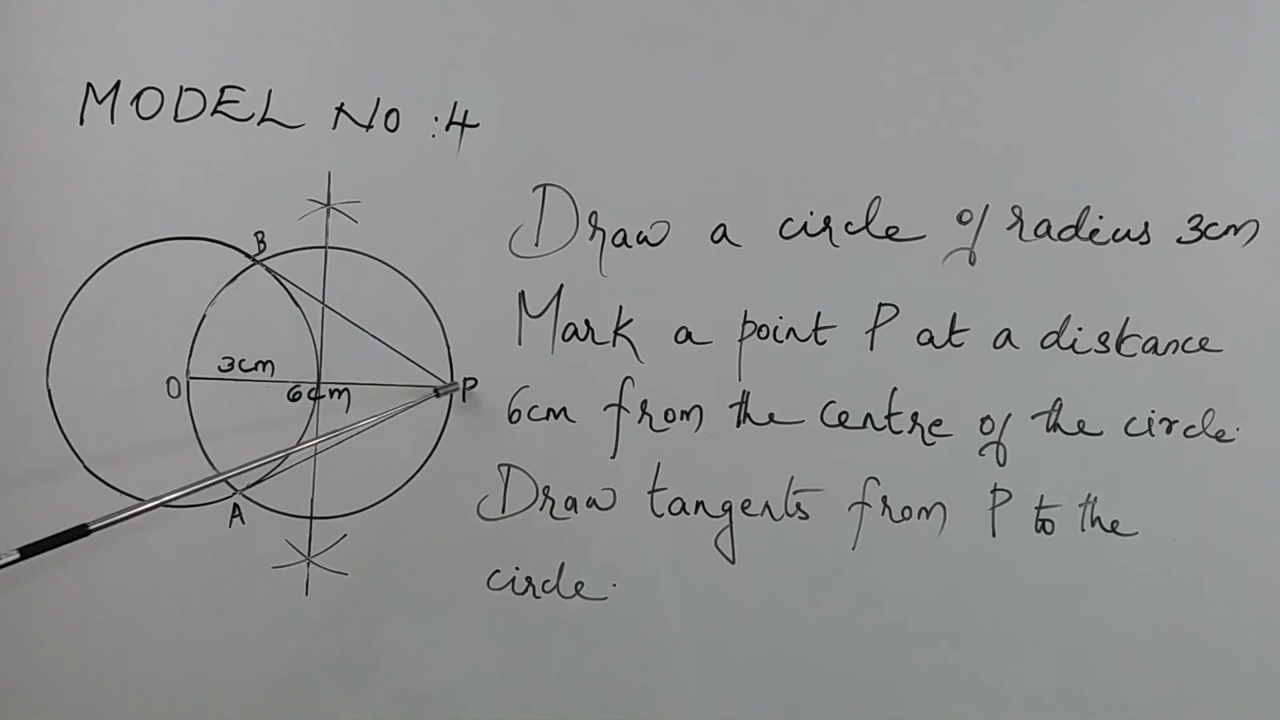 MODEL No :4
B
O
3cm
6cm
P
A
Draw a circle of radius 3cm
Mark a point P at a distance
6cm from the centre of the circle.
Draw tangents from P to the
circle.